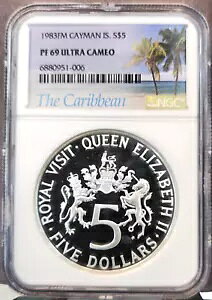 1983FM CAYMAN IS. S$5
PF 69 ULTRA CAMEO
6880951-006
The Caribbean
NGC
ROYAL VISIT · QUEEN ELIZABETH II
5
· FIVE DOLLARS ·